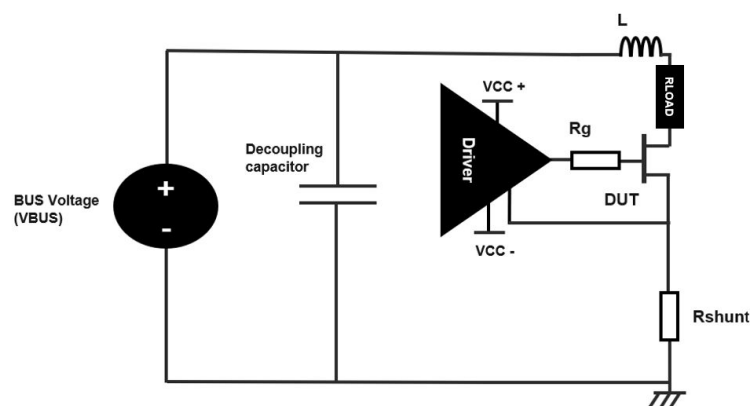 L
VCC +
RLOAD
Rg
Decoupling
capacitor
Driver
+
BUS Voltage
(VBUS)
-
DUT
VCC -
Rshunt